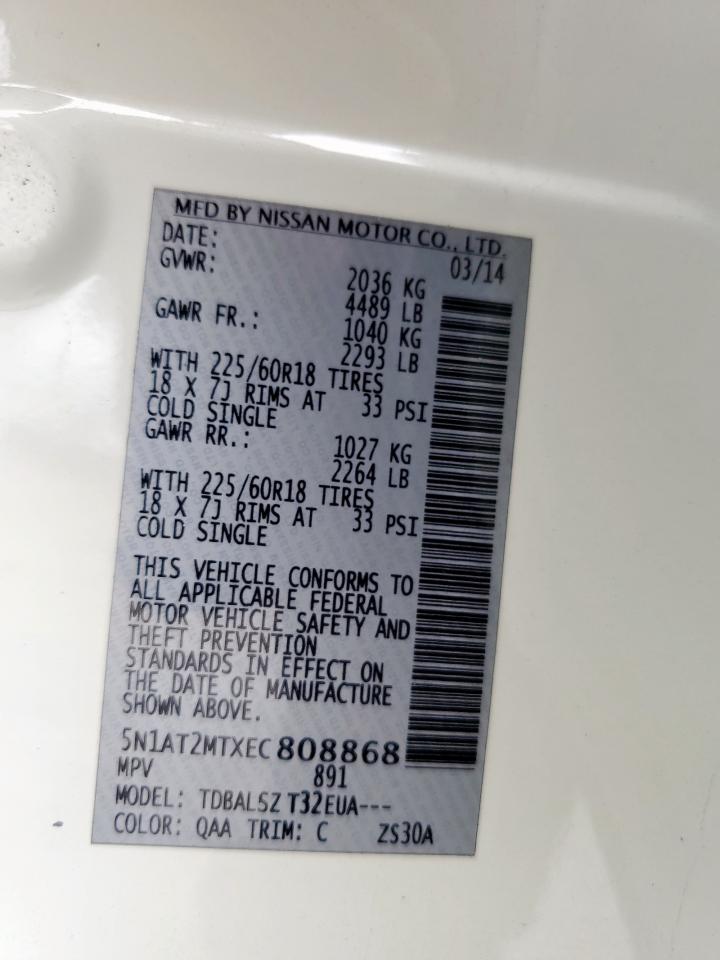 MFD BY NISSAN MOTOR CO., LTD.
DATE: 03/14
GVWR: 2036 KG
4489 LB
GAWR FR.: 1040 KG
2293 LB
WITH 225/60R18 TIRES
18 X 7J RIMS AT 33 PSI
COLD SINGLE
GAWR RR.: 1027 KG
2264 LB
WITH 225/60R18 TIRES
18 X 7J RIMS AT 33 PSI
COLD SINGLE
THIS VEHICLE CONFORMS TO
ALL APPLICABLE FEDERAL
MOTOR VEHICLE SAFETY AND
THEFT PREVENTION
STANDARDS IN EFFECT ON
THE DATE OF MANUFACTURE
SHOWN ABOVE.
5N1AT2MTXEC808868
MPV 891
MODEL: TDBALSZ T32EUA---
COLOR: QAA TRIM: C ZS30A